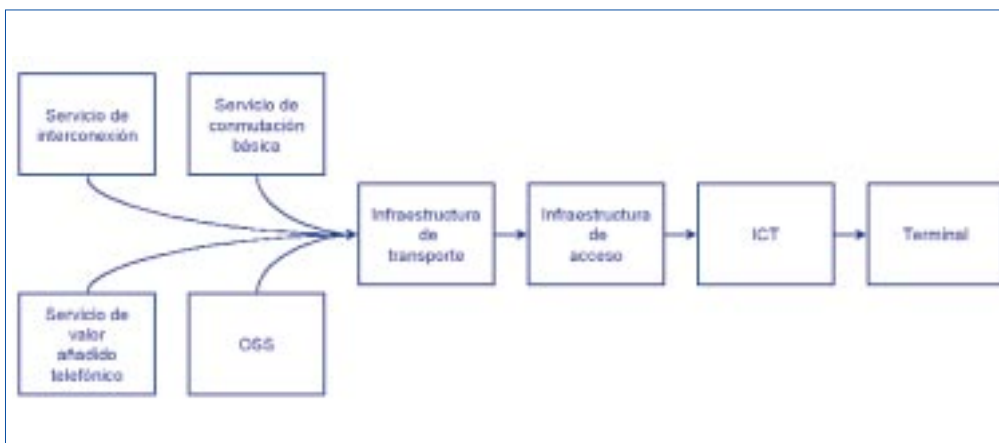 Servicio de
interconexión
Servicio de
conmutación
básica
Infraestructura
de
transporte
Infraestructura
de
acceso
ICT
Terminal
Servicio de
valor
añadido
telefónico
OSS